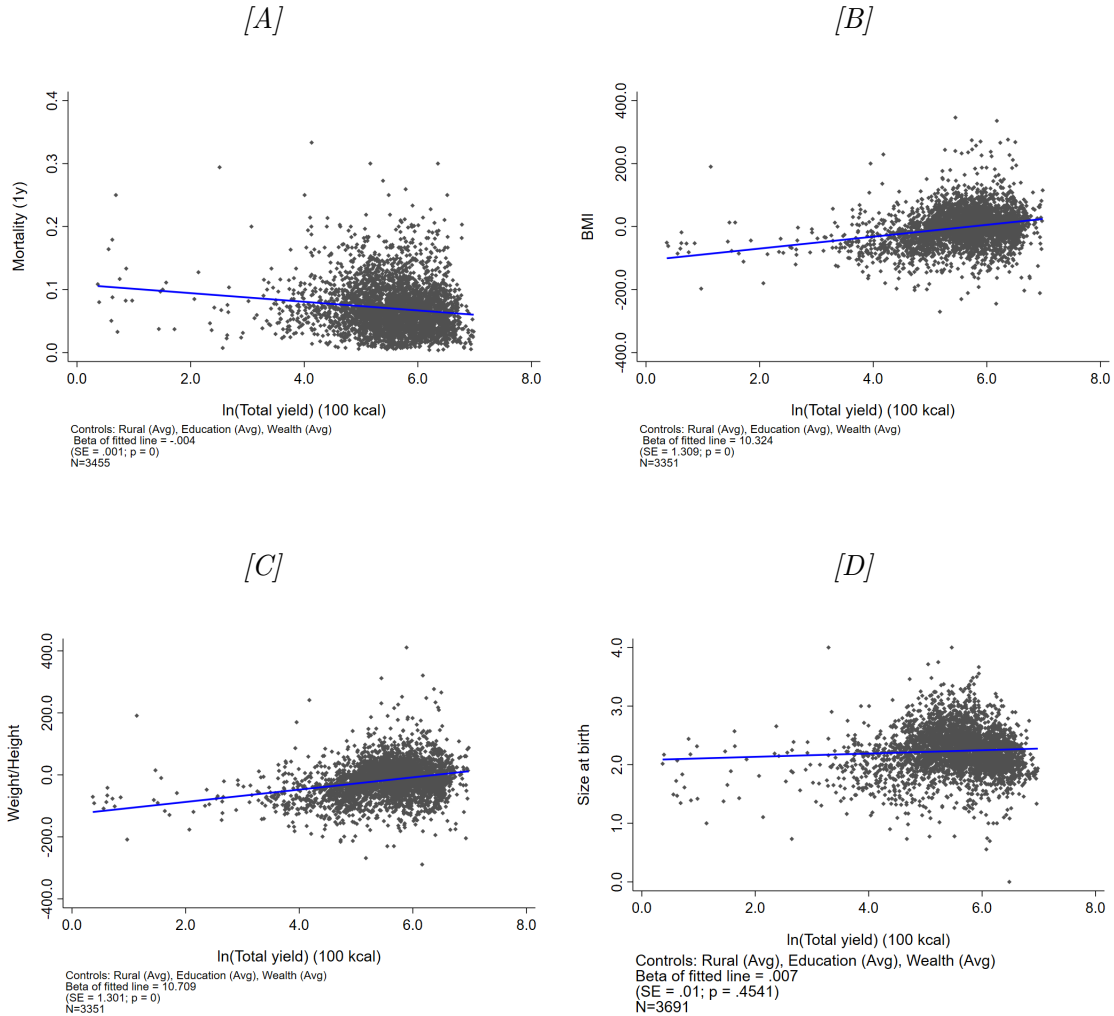 [A]
[B]
Mortality (1y)
0.4
0.3
0.2
0.1
0.0
0.0 2.0 4.0 6.0 8.0
ln(Total yield) (100 kcal)
Controls: Rural (Avg), Education (Avg), Wealth (Avg)
Beta of fitted line = -.004
(SE = .001; p = 0)
N=3455
BMI
400.0
200.0
0.0
-200.0
-400.0
0.0 2.0 4.0 6.0 8.0
ln(Total yield) (100 kcal)
Controls: Rural (Avg), Education (Avg), Wealth (Avg)
Beta of fitted line = 10.324
(SE = 1.309; p = 0)
N=3351
[C]
[D]
Weight/Height
400.0
200.0
0.0
-200.0
-400.0
0.0 2.0 4.0 6.0 8.0
ln(Total yield) (100 kcal)
Controls: Rural (Avg), Education (Avg), Wealth (Avg)
Beta of fitted line = 10.709
(SE = 1.301; p = 0)
N=3351
Size at birth
4.0
3.0
2.0
1.0
0.0
0.0 2.0 4.0 6.0 8.0
ln(Total yield) (100 kcal)
Controls: Rural (Avg), Education (Avg), Wealth (Avg)
Beta of fitted line = .007
(SE = .01; p = .4541)
N=3691